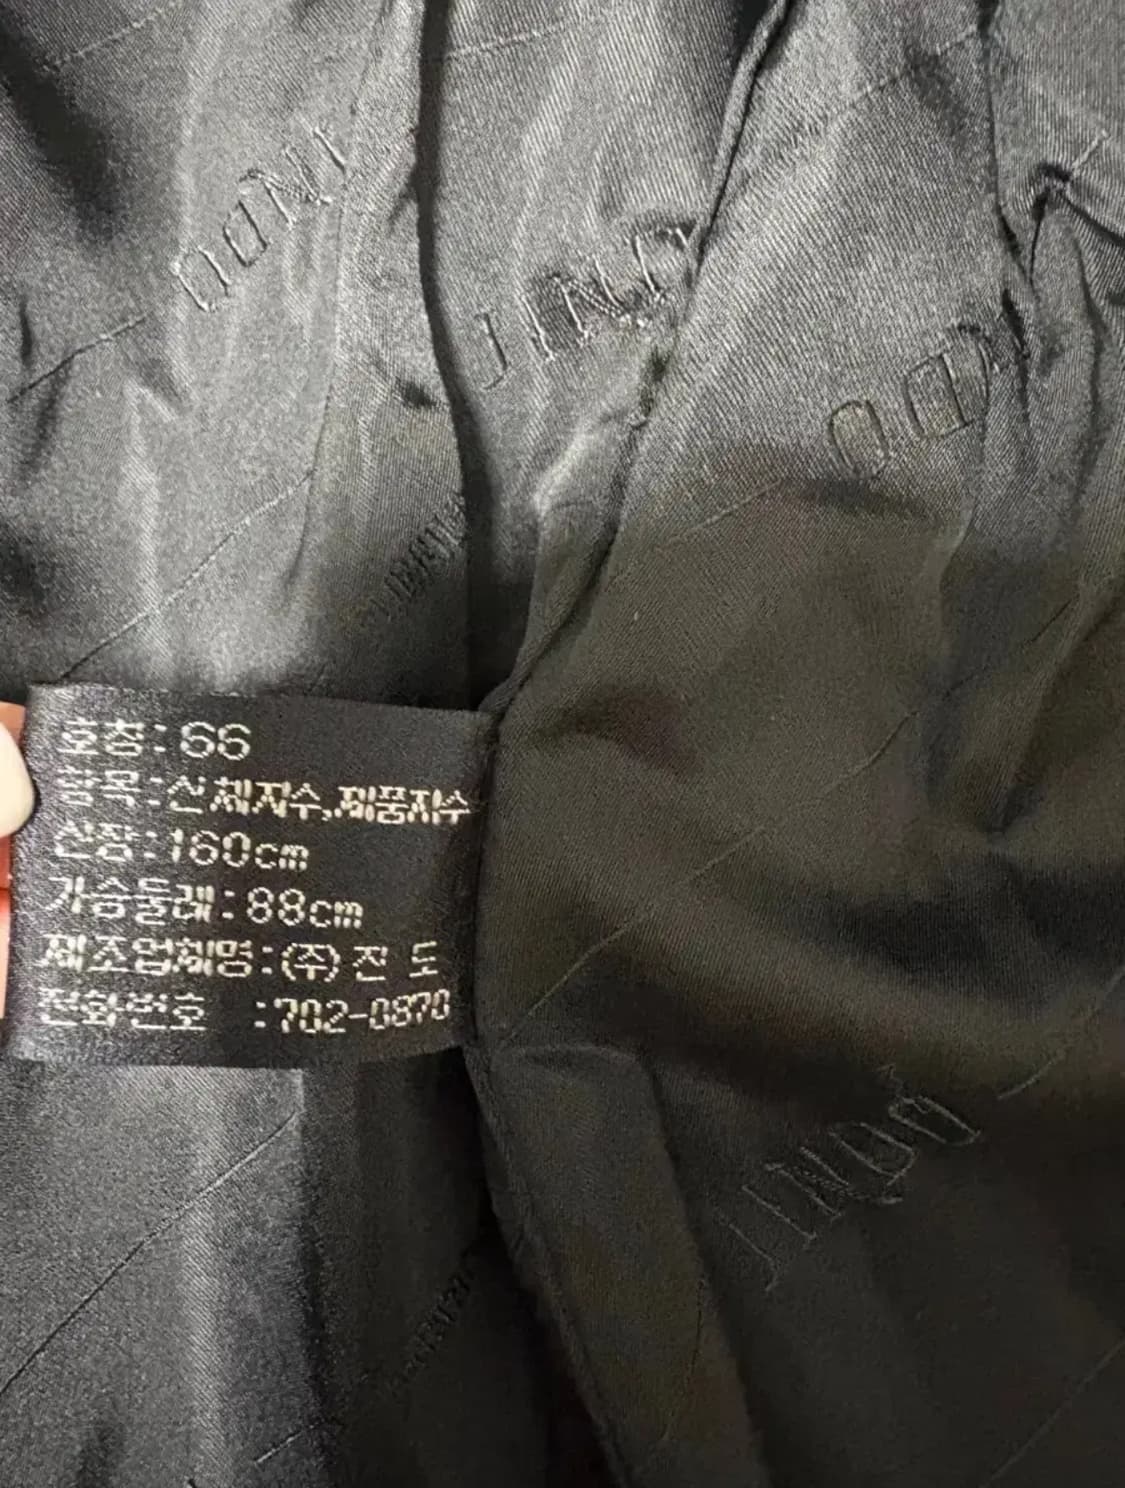 JINDO
JINDO
JINDO
호칭:66
항목:신체치수,제품치수
신장:160cm
가슴둘레:88cm
제조업체명:(주)진 도
전화번호 :702-0870
JINDO